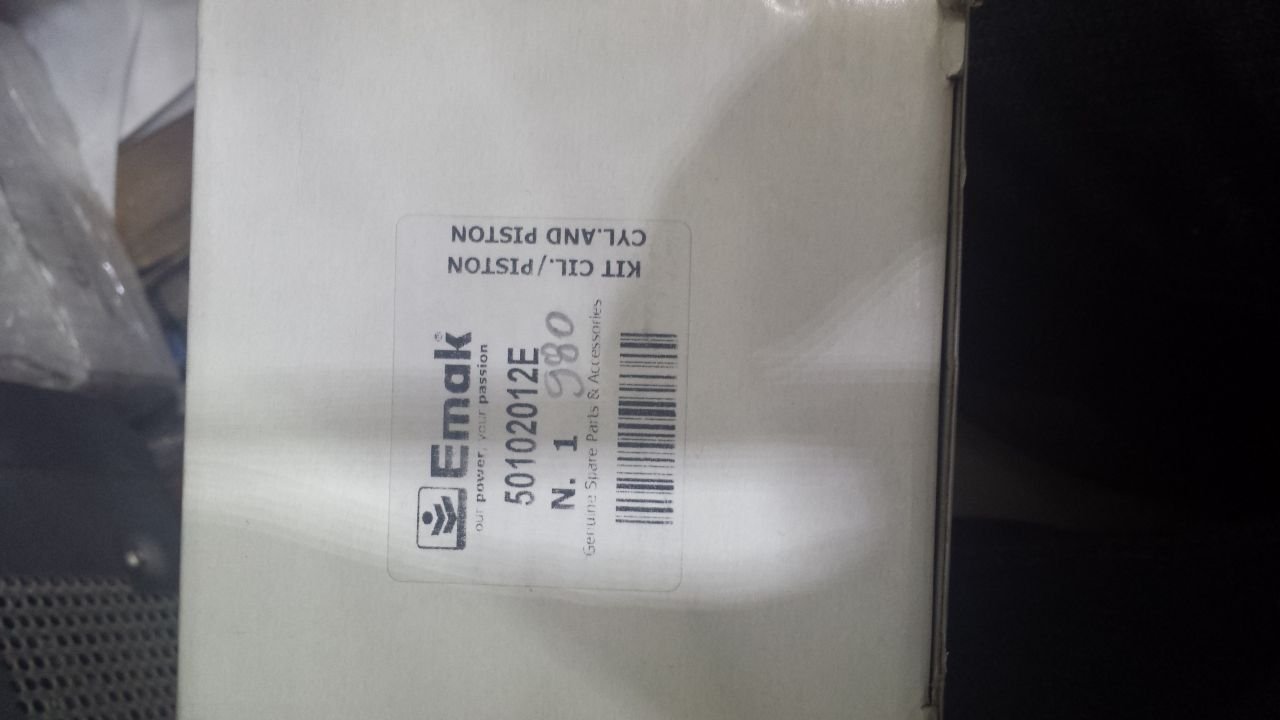 Emak®
our power, your passion
50102012E
N. 1 980
Genuine Spare Parts & Accessories
KIT CIL./PISTON
CYL.AND PISTON